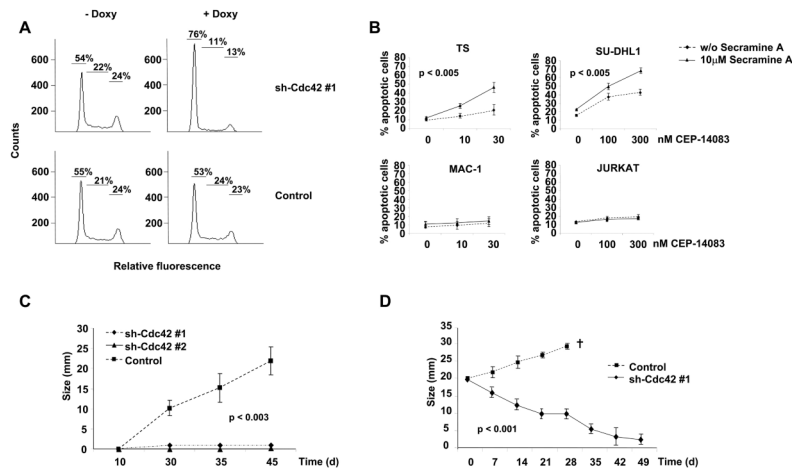 A
- Doxy
+ Doxy
600
400
200
54%
22%
24%
76%
11%
13%
sh-Cdc42 #1
Counts
600
400
200
55%
21%
24%
53%
24%
23%
Control
Relative fluorescence
B
TS
SU-DHL1
w/o Secramine A
10µM Secramine A
% apoptotic cells
80
70
60
50
40
30
20
10
0
p < 0.005
0 10 30
% apoptotic cells
80
70
60
50
40
30
20
10
0
p < 0.005
0 100 300
nM CEP-14083
MAC-1
JURKAT
% apoptotic cells
80
70
60
50
40
30
20
10
0
0 10 30
% apoptotic cells
80
70
60
50
40
30
20
10
0
0 100 300
nM CEP-14083
C
Size (mm)
30
25
20
15
10
5
0
sh-Cdc42 #1
sh-Cdc42 #2
Control
p < 0.003
10 30 35 45 Time (d)
D
Size (mm)
35
30
25
20
15
10
5
0
†
Control
sh-Cdc42 #1
p < 0.001
0 7 14 21 28 35 42 49 Time (d)